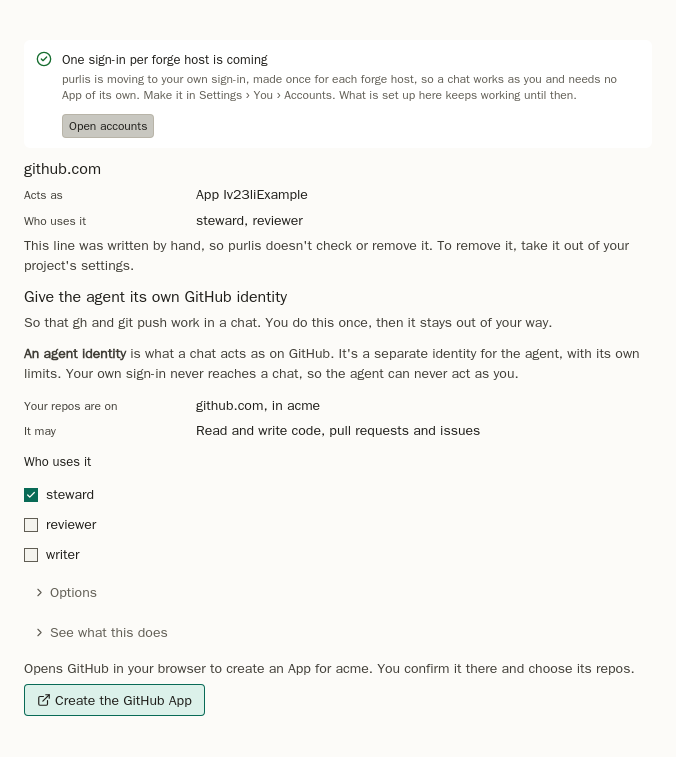 One sign-in per forge host is coming
purlis is moving to your own sign-in, made once for each forge host, so a chat works as you and needs no
App of its own. Make it in Settings › You › Accounts. What is set up here keeps working until then.
Open accounts
github.com
Acts as App Iv23liExample
Who uses it steward, reviewer
This line was written by hand, so purlis doesn't check or remove it. To remove it, take it out of your
project's settings.
Give the agent its own GitHub identity
So that gh and git push work in a chat. You do this once, then it stays out of your way.
An agent identity is what a chat acts as on GitHub. It's a separate identity for the agent, with its own
limits. Your own sign-in never reaches a chat, so the agent can never act as you.
Your repos are on github.com, in acme
It may Read and write code, pull requests and issues
Who uses it
steward
reviewer
writer
Options
See what this does
Opens GitHub in your browser to create an App for acme. You confirm it there and choose its repos.
Create the GitHub App